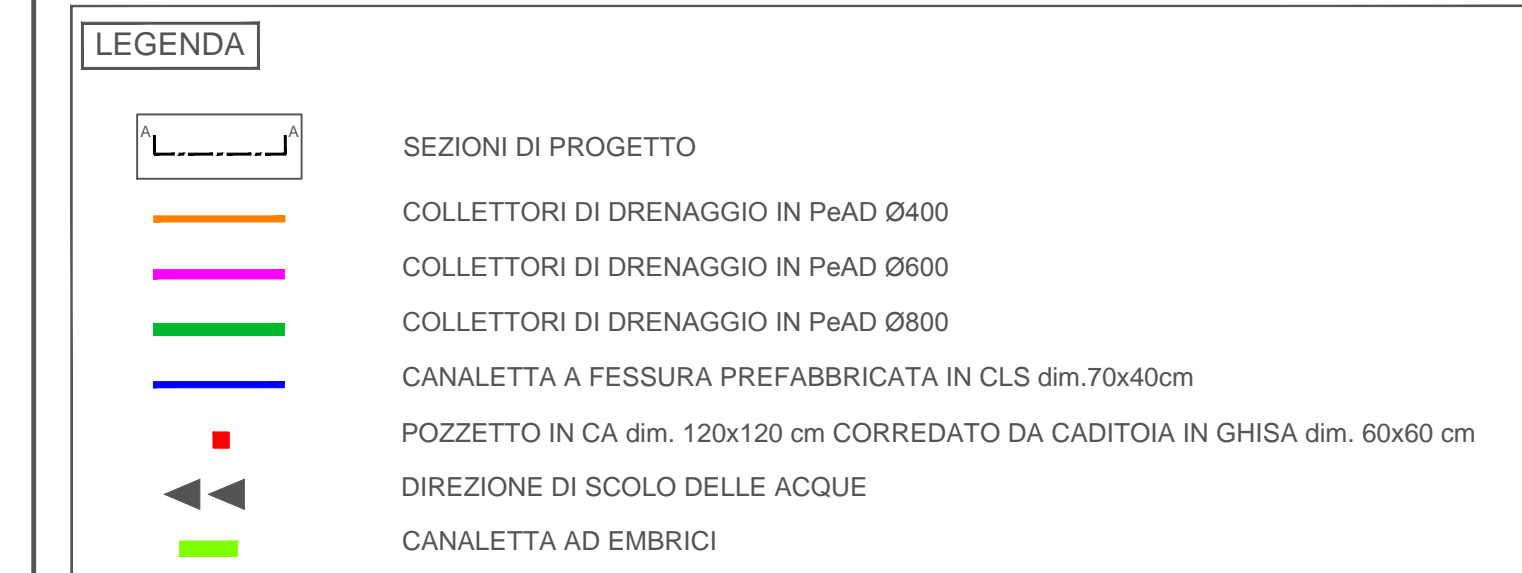 LEGENDA
A A
SEZIONI DI PROGETTO
COLLETTORI DI DRENAGGIO IN PeAD Ø400
COLLETTORI DI DRENAGGIO IN PeAD Ø600
COLLETTORI DI DRENAGGIO IN PeAD Ø800
CANALETTA A FESSURA PREFABBRICATA IN CLS dim.70x40cm
POZZETTO IN CA dim. 120x120 cm CORREDATO DA CADITOIA IN GHISA dim. 60x60 cm
DIREZIONE DI SCOLO DELLE ACQUE
CANALETTA AD EMBRICI